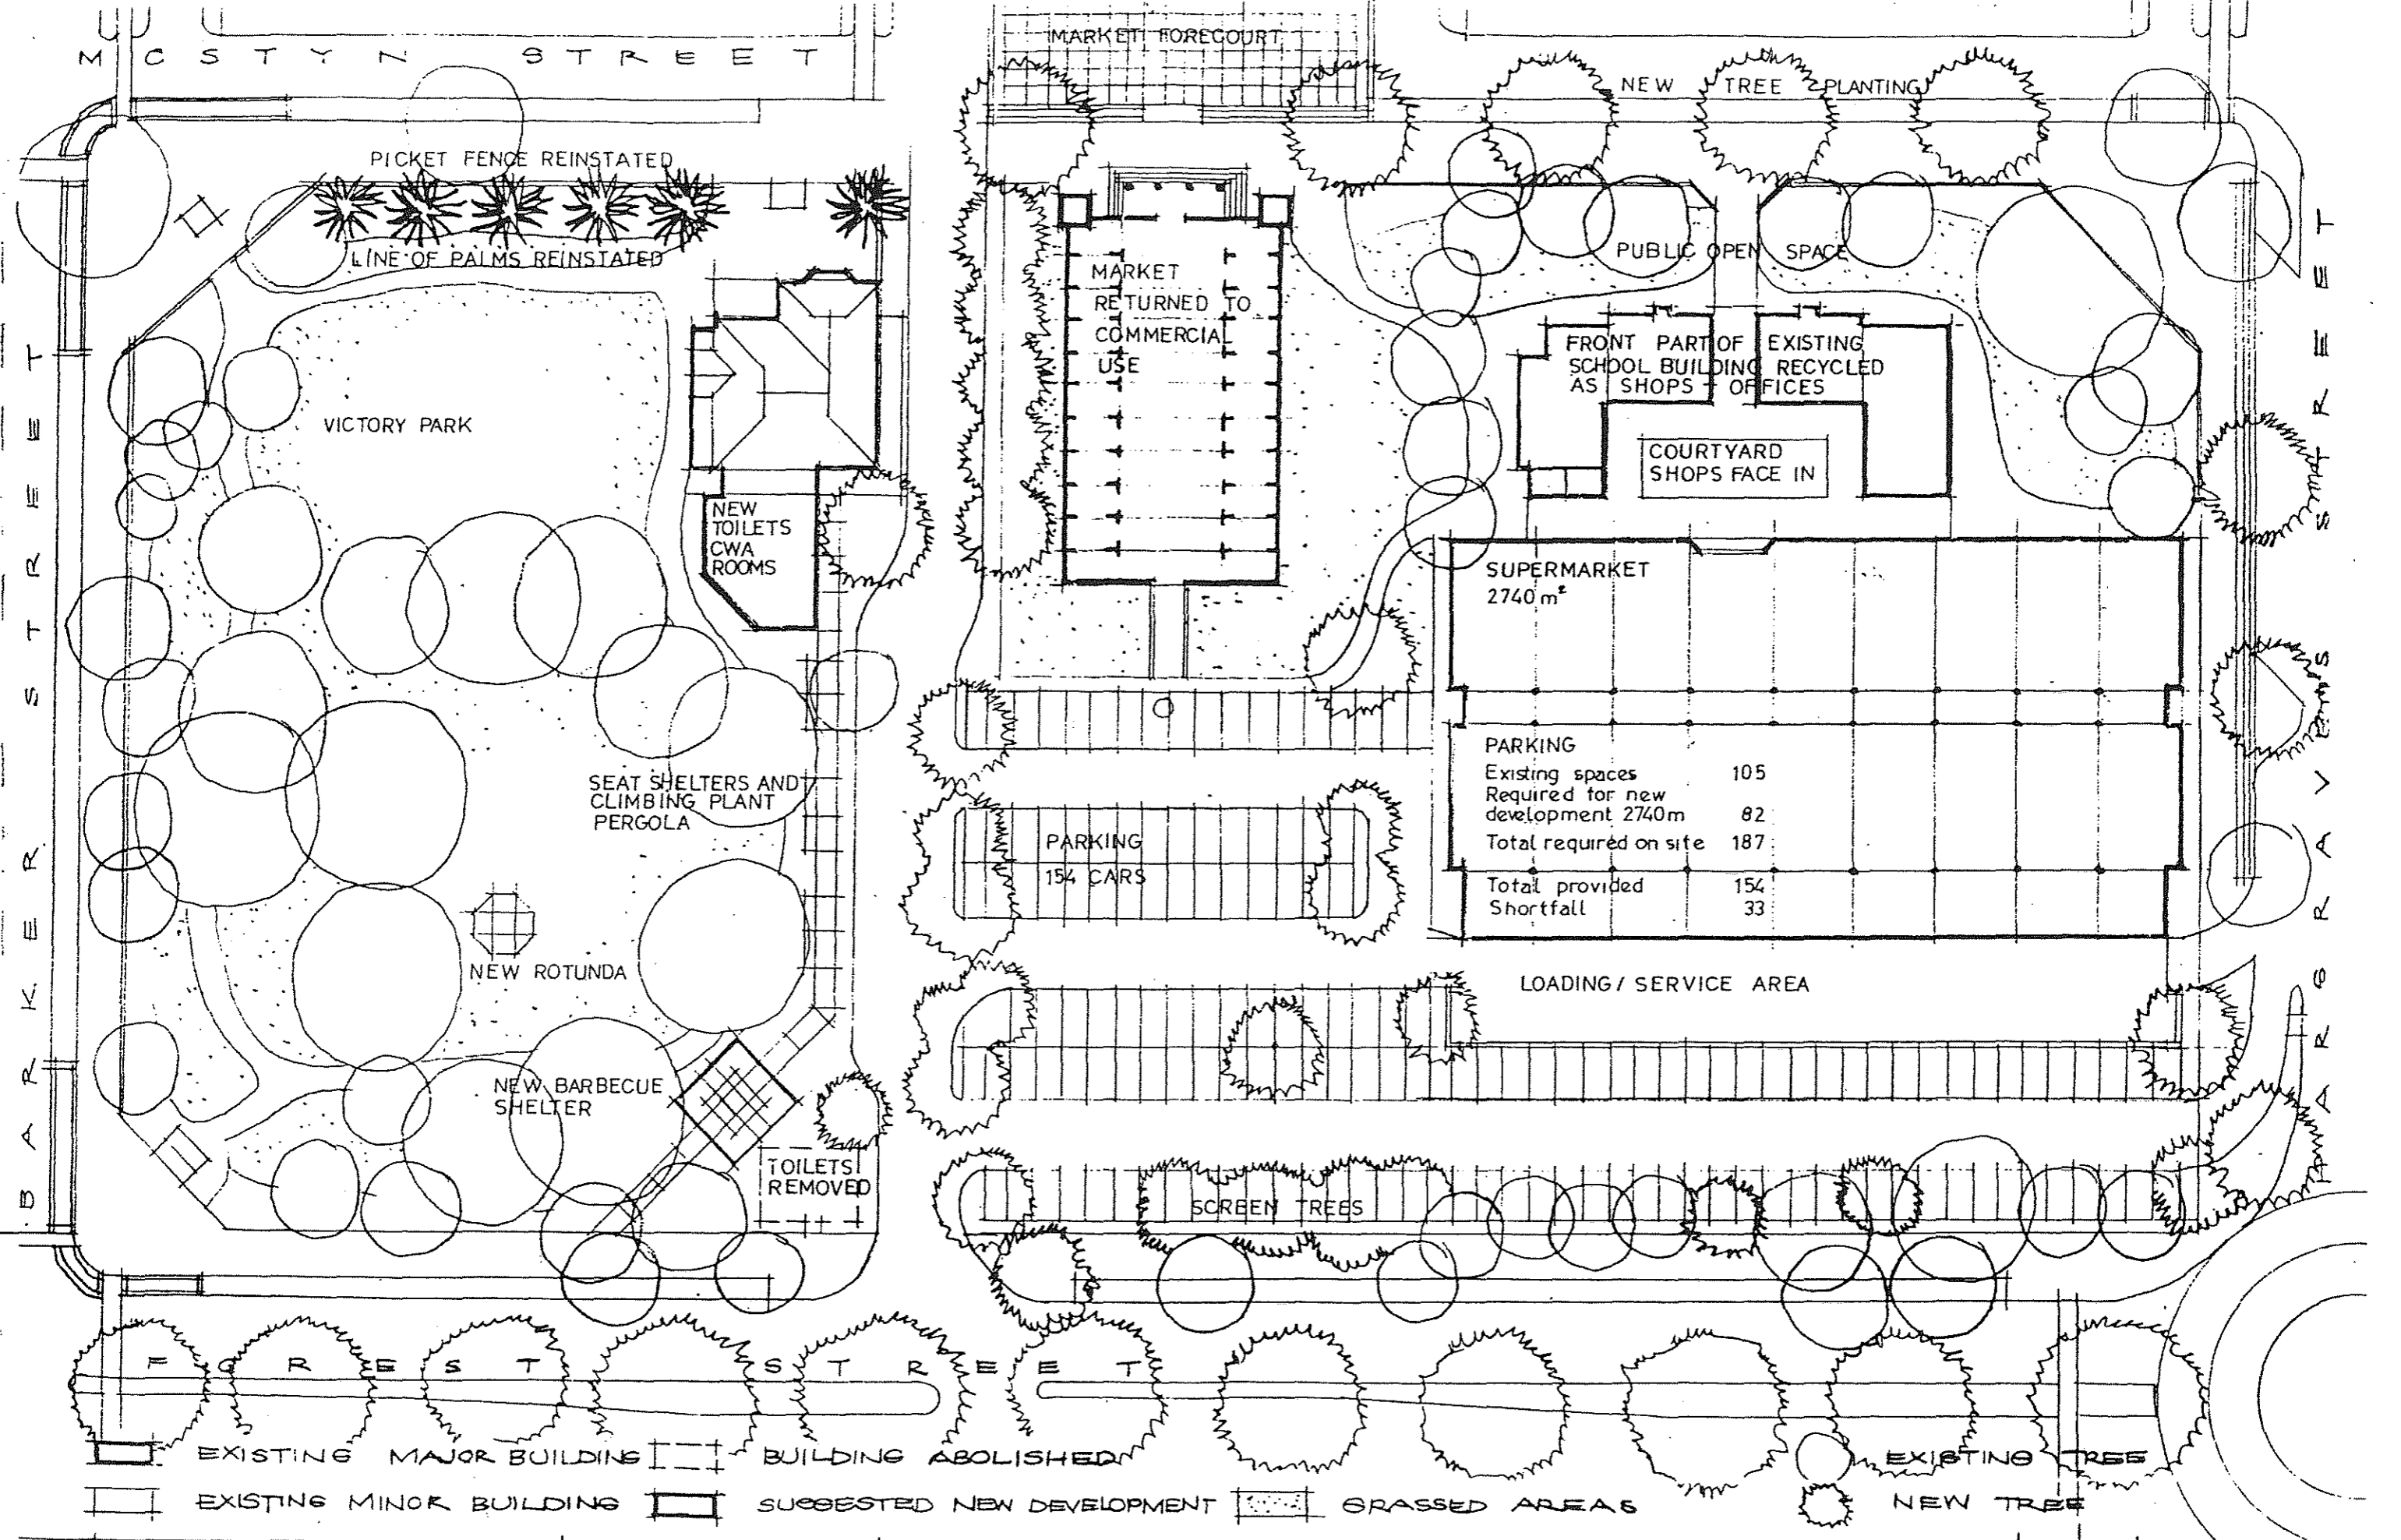 MARKET FORECOURT
MCSTYN STREET
NEW TREE PLANTING
PICKET FENCE REINSTATED
LINE OF PALMS REINSTATED
PUBLIC OPEN SPACE
MARKET
RETURNED TO
COMMERCIAL
USE
FRONT PART OF EXISTING
SCHOOL BUILDING RECYCLED
AS SHOPS + OFFICES
VICTORY PARK
COURTYARD
SHOPS FACE IN
NEW
TOILETS
CWA
ROOMS
SUPERMARKET
2740 m²
BARKER STREET
HARGRAVES STREET
SEAT SHELTERS AND
CLIMBING PLANT
PERGOLA
PARKING
Existing spaces 105
Required for new
development 2740m 82
Total required on site 187
Total provided 154
Shortfall 33
PARKING
154 CARS
NEW ROTUNDA
LOADING/ SERVICE AREA
NEW BARBECUE
SHELTER
TOILETS
REMOVED
SCREEN TREES
FOREST STREET
EXISTING MAJOR BUILDING
BUILDING ABOLISHED
EXISTING TREE
EXISTING MINOR BUILDING
SUGGESTED NEW DEVELOPMENT
GRASSED AREAS
NEW TREE